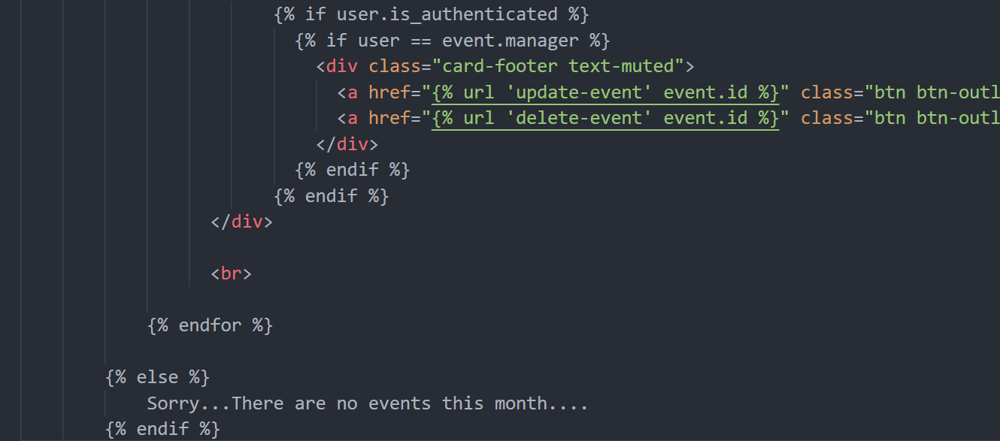 {% if user.is_authenticated %}
{% if user == event.manager %}
<div class="card-footer text-muted">
<a href="{% url 'update-event' event.id %}" class="btn btn-outl
<a href="{% url 'delete-event' event.id %}" class="btn btn-outl
</div>
{% endif %}
{% endif %}
</div>
<br>
{% endfor %}
{% else %}
Sorry...There are no events this month....
{% endif %}